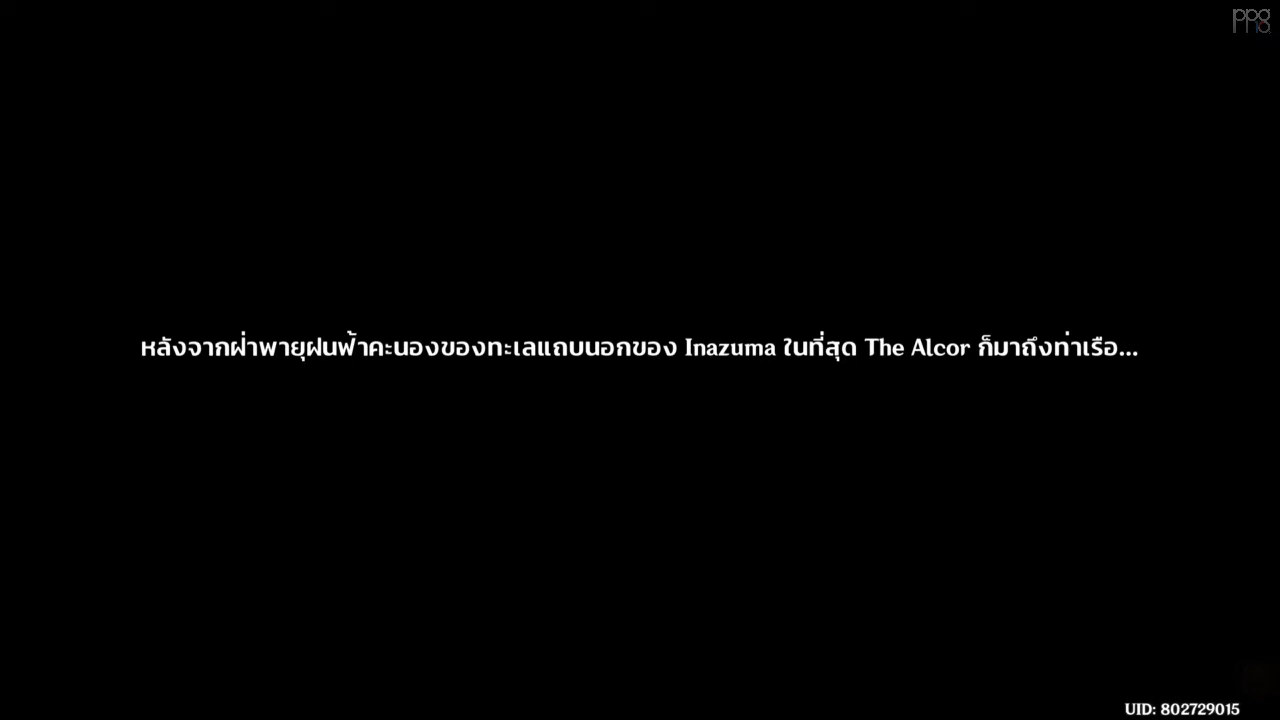 หลังจากฝ่าพายุฝนฟ้าคะนองของทะเลแถบนอกของ Inazuma ในที่สุด The Alcor ก็มาถึงท่าเรือ...
UID: 802729015